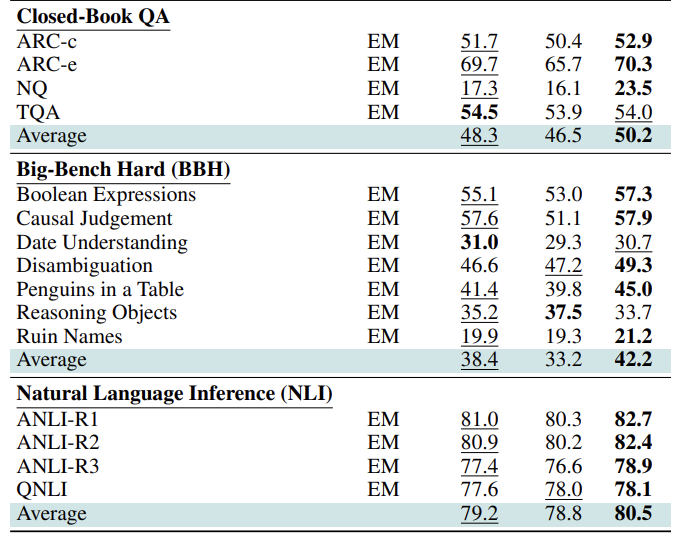 Closed-Book QA
ARC-c EM 51.7 50.4 52.9
ARC-e EM 69.7 65.7 70.3
NQ EM 17.3 16.1 23.5
TQA EM 54.5 53.9 54.0
Average 48.3 46.5 50.2
Big-Bench Hard (BBH)
Boolean Expressions EM 55.1 53.0 57.3
Causal Judgement EM 57.6 51.1 57.9
Date Understanding EM 31.0 29.3 30.7
Disambiguation EM 46.6 47.2 49.3
Penguins in a Table EM 41.4 39.8 45.0
Reasoning Objects EM 35.2 37.5 33.7
Ruin Names EM 19.9 19.3 21.2
Average 38.4 33.2 42.2
Natural Language Inference (NLI)
ANLI-R1 EM 81.0 80.3 82.7
ANLI-R2 EM 80.9 80.2 82.4
ANLI-R3 EM 77.4 76.6 78.9
QNLI EM 77.6 78.0 78.1
Average 79.2 78.8 80.5